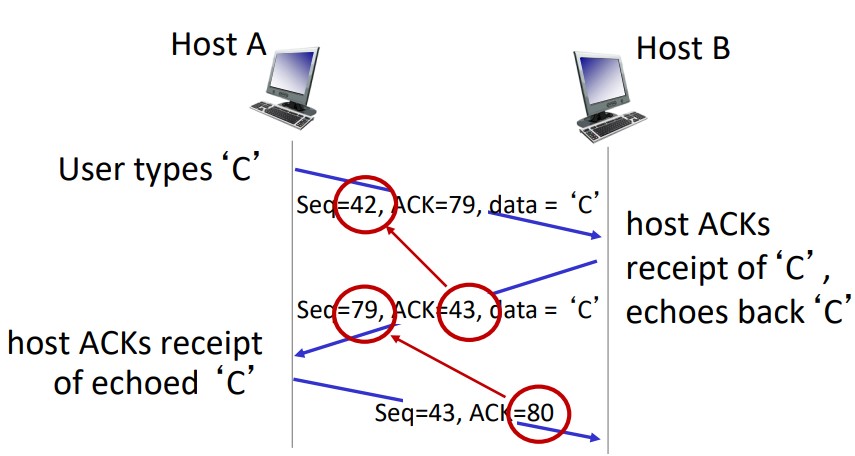 Host A
Host B
User types ‘C’
Seq=42, ACK=79, data = ‘C’
host ACKs
receipt of ‘C’,
echoes back ‘C’
Seq=79, ACK=43, data = ‘C’
host ACKs receipt
of echoed ‘C’
Seq=43, ACK=80